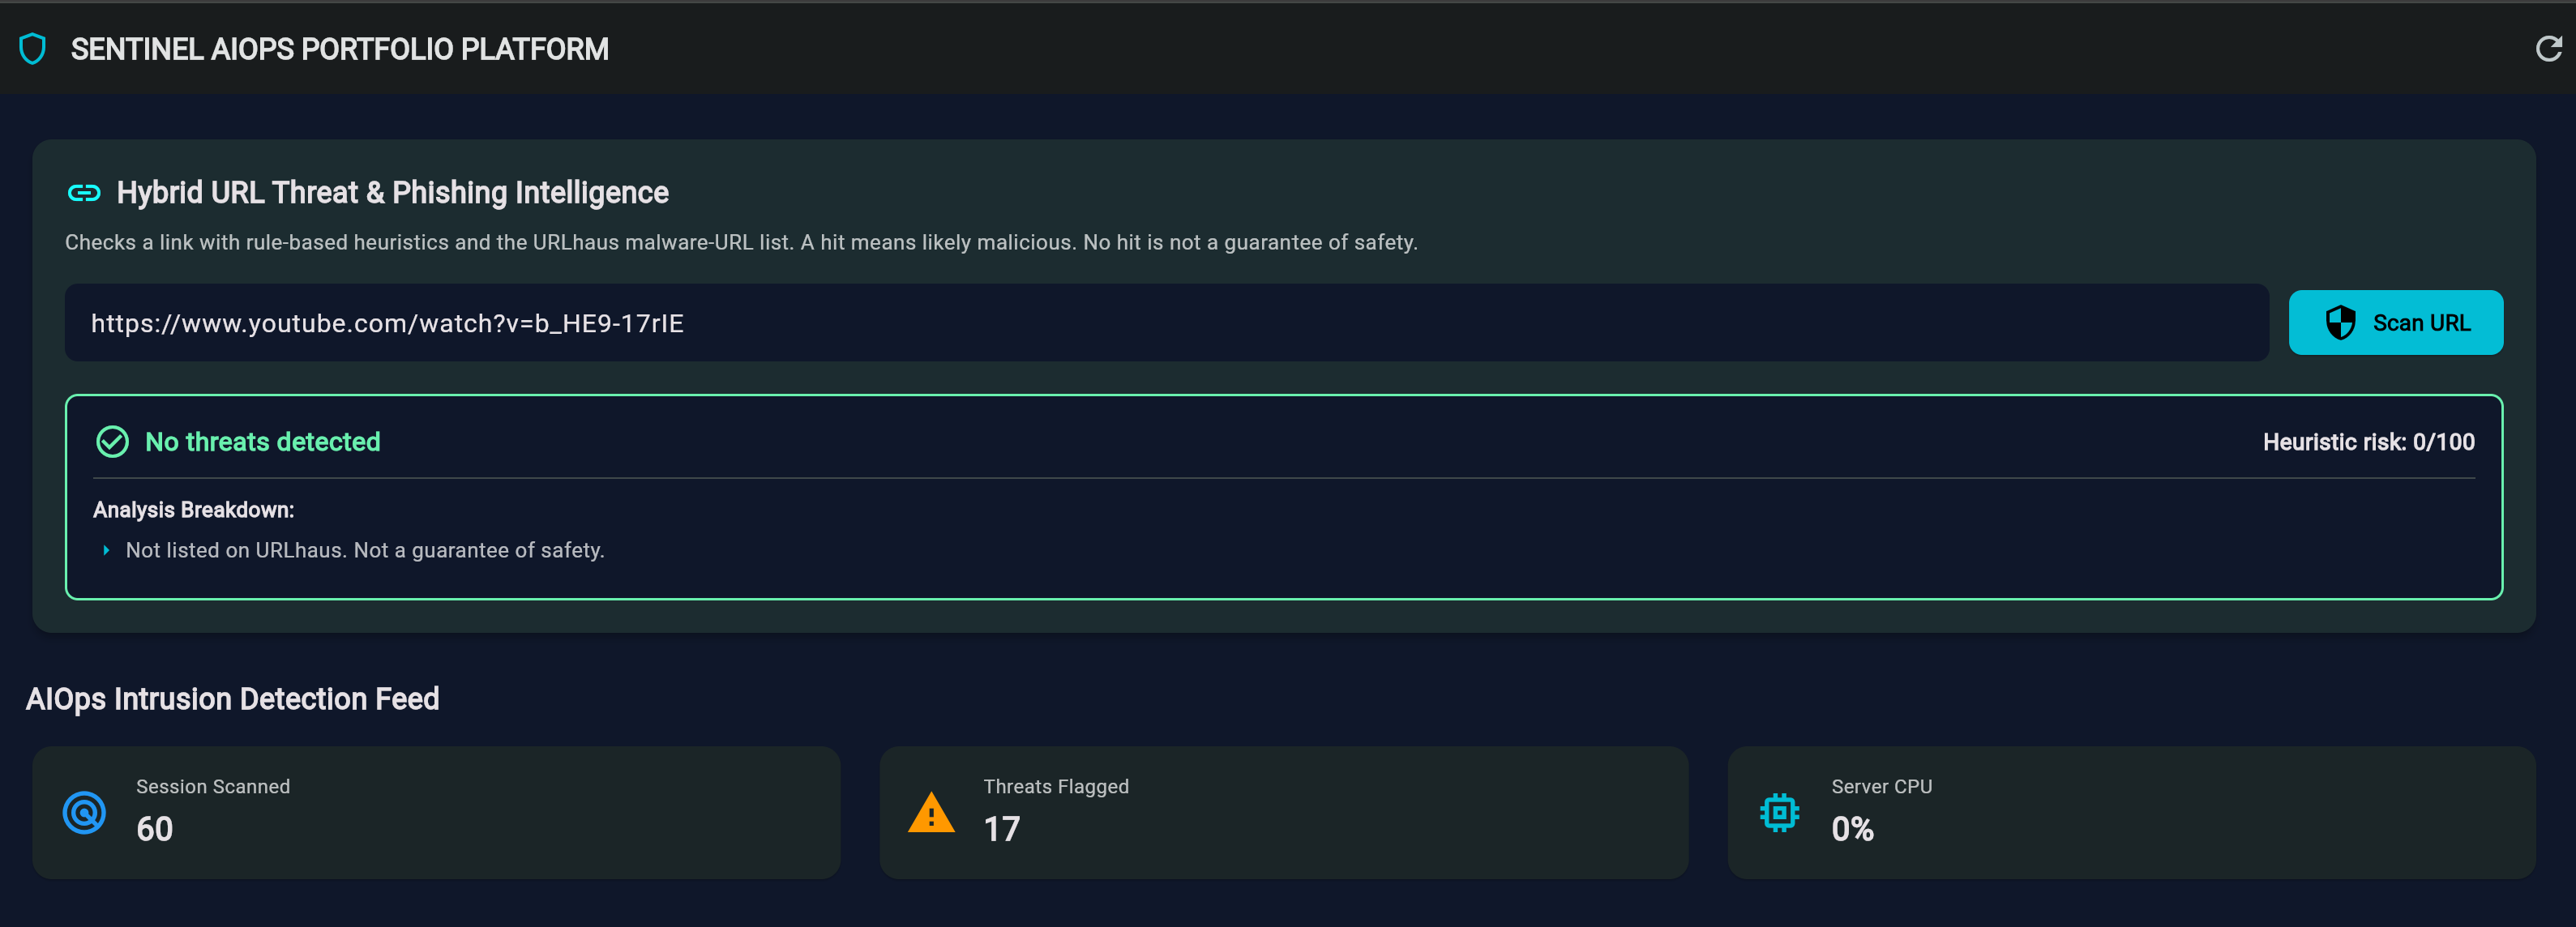 SENTINEL AIOPS PORTFOLIO PLATFORM
Hybrid URL Threat & Phishing Intelligence
Checks a link with rule-based heuristics and the URLhaus malware-URL list. A hit means likely malicious. No hit is not a guarantee of safety.
https://www.youtube.com/watch?v=b_HE9-17rIE
Scan URL
No threats detected
Heuristic risk: 0/100
Analysis Breakdown:
Not listed on URLhaus. Not a guarantee of safety.
AIOps Intrusion Detection Feed
Session Scanned
60
Threats Flagged
17
Server CPU
0%